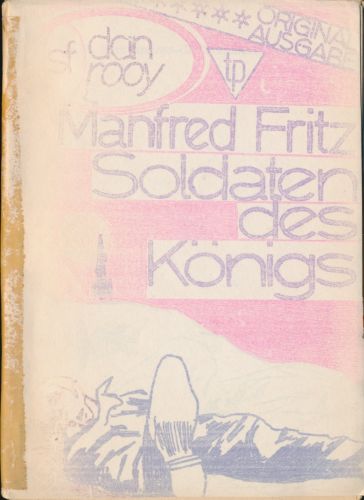 ORIGINAL
AUSGABE
sf dan
rooy
tp
Manfred Fritz
Soldaten
des
Königs